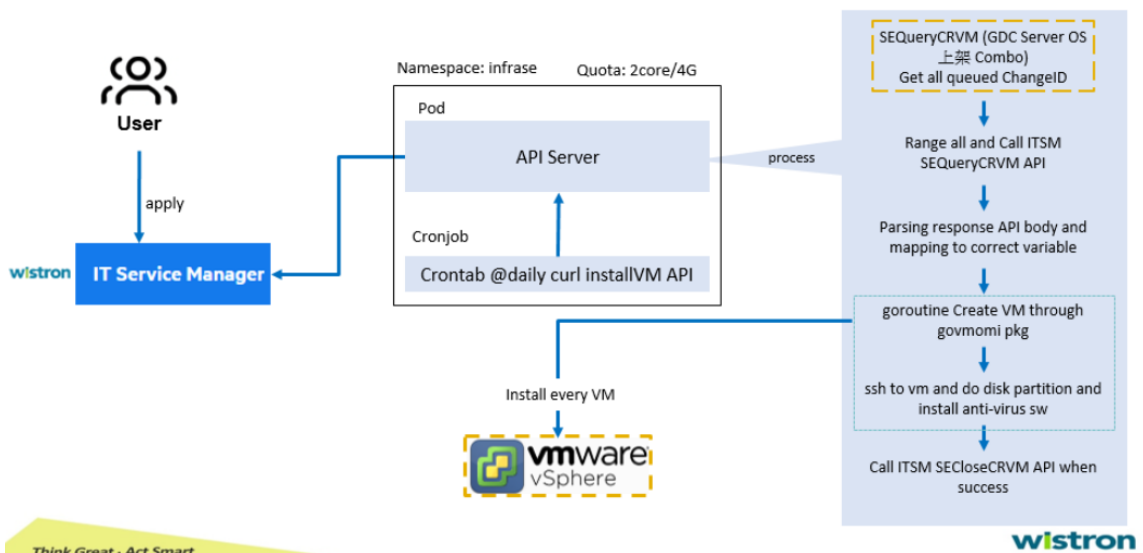 User
apply
wistron
IT Service Manager
Namespace: infrase
Quota: 2core/4G
Pod
API Server
Cronjob
Crontab @daily curl installVM API
process
Install every VM
vmware
vSphere
SEQueryCRVM (GDC Server OS
上架 Combo)
Get all queued ChangeID
Range all and Call ITSM
SEQueryCRVM API
Parsing response API body and
mapping to correct variable
goroutine Create VM through
govmomi pkg
ssh to vm and do disk partition and
install anti-virus sw
Call ITSM SECloseCRVM API when
success
Think Great · Act Smart
wistron